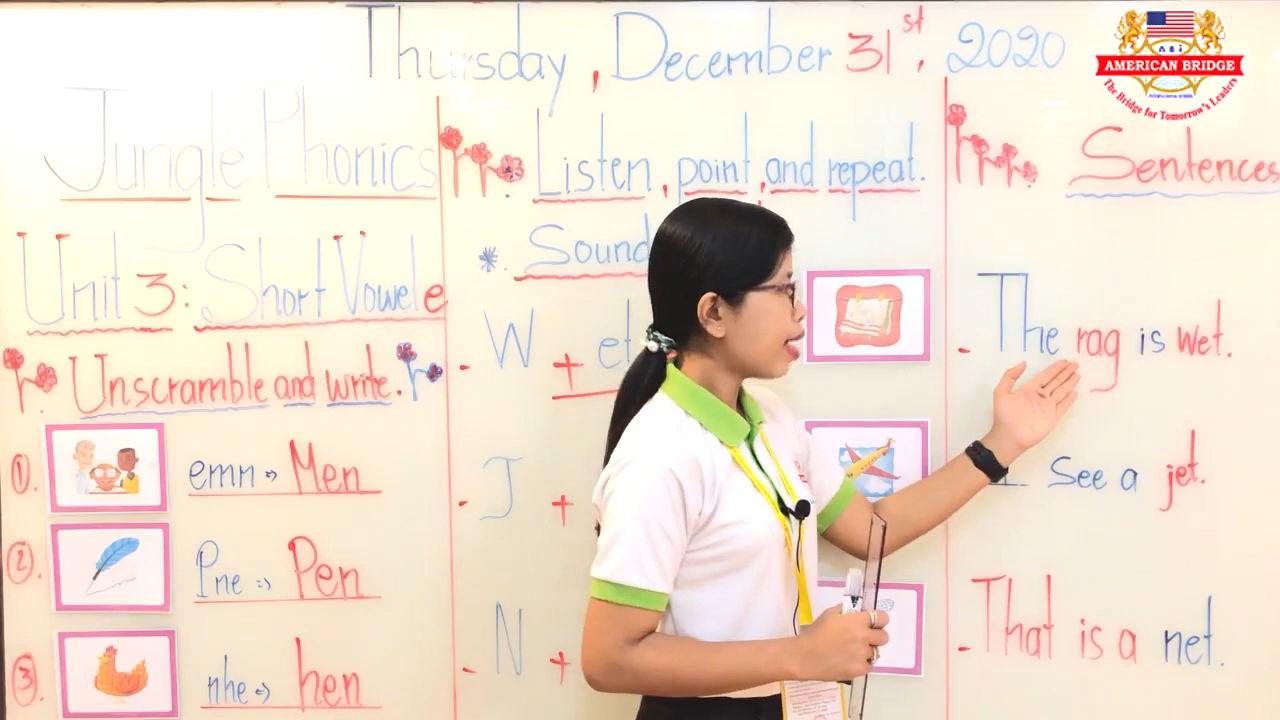 Thursday, December 31st, 2020
AMERICAN BRIDGE
The Bridge for Tomorrow's Leaders
Jungle Phonics
Unit 3: Short Vowel e
Unscramble and write.
1. emn => Men
2. Pne => Pen
3. nhe => hen
Listen, point, and repeat.
*. Sound
- W + et
- J +
- N +
Sentences
- The rag is wet.
See a jet.
- That is a net.